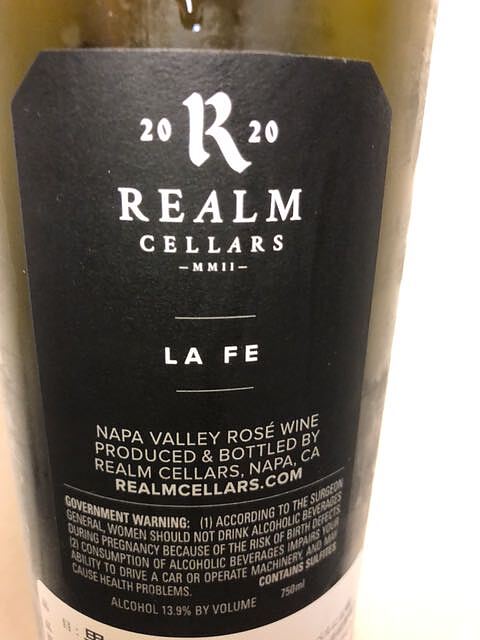 20 R 20
REALM
CELLARS
–MMII–
LA FE
NAPA VALLEY ROSÉ WINE
PRODUCED & BOTTLED BY
REALM CELLARS, NAPA, CA
REALMCELLARS.COM
GOVERNMENT WARNING: (1) ACCORDING TO THE SURGEON
GENERAL, WOMEN SHOULD NOT DRINK ALCOHOLIC BEVERAGES
DURING PREGNANCY BECAUSE OF THE RISK OF BIRTH DEFECTS.
(2) CONSUMPTION OF ALCOHOLIC BEVERAGES IMPAIRS YOUR
ABILITY TO DRIVE A CAR OR OPERATE MACHINERY, AND MAY
CAUSE HEALTH PROBLEMS. CONTAINS SULFITES
ALCOHOL 13.9% BY VOLUME 750ml